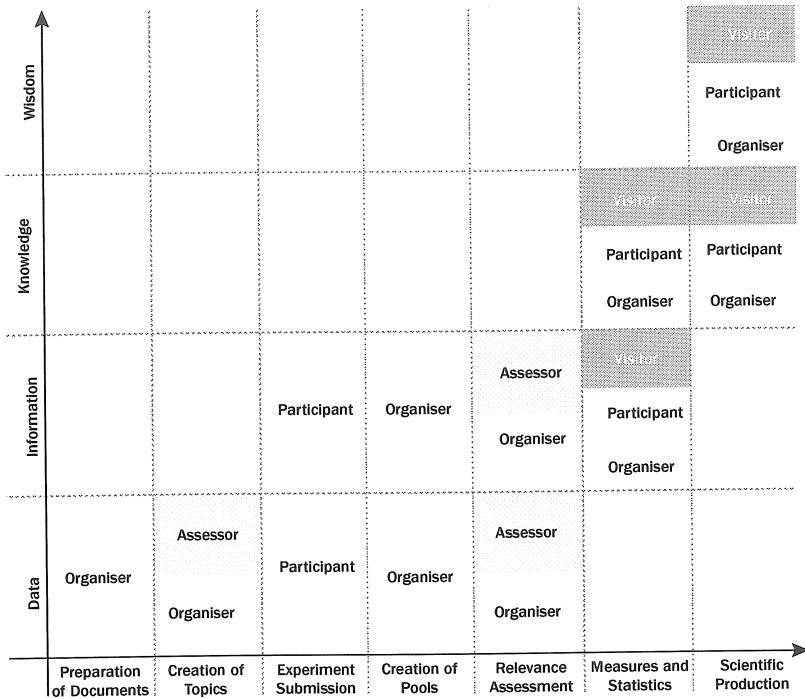 Wisdom
Visitor
Participant
Organiser
Knowledge
Visitor
Visitor
Participant
Participant
Organiser
Organiser
Information
Assessor
Visitor
Participant
Organiser
Participant
Organiser
Organiser
Data
Assessor
Assessor
Organiser
Participant
Organiser
Organiser
Organiser
Preparation
of Documents
Creation of
Topics
Experiment
Submission
Creation of
Pools
Relevance
Assessment
Measures and
Statistics
Scientific
Production